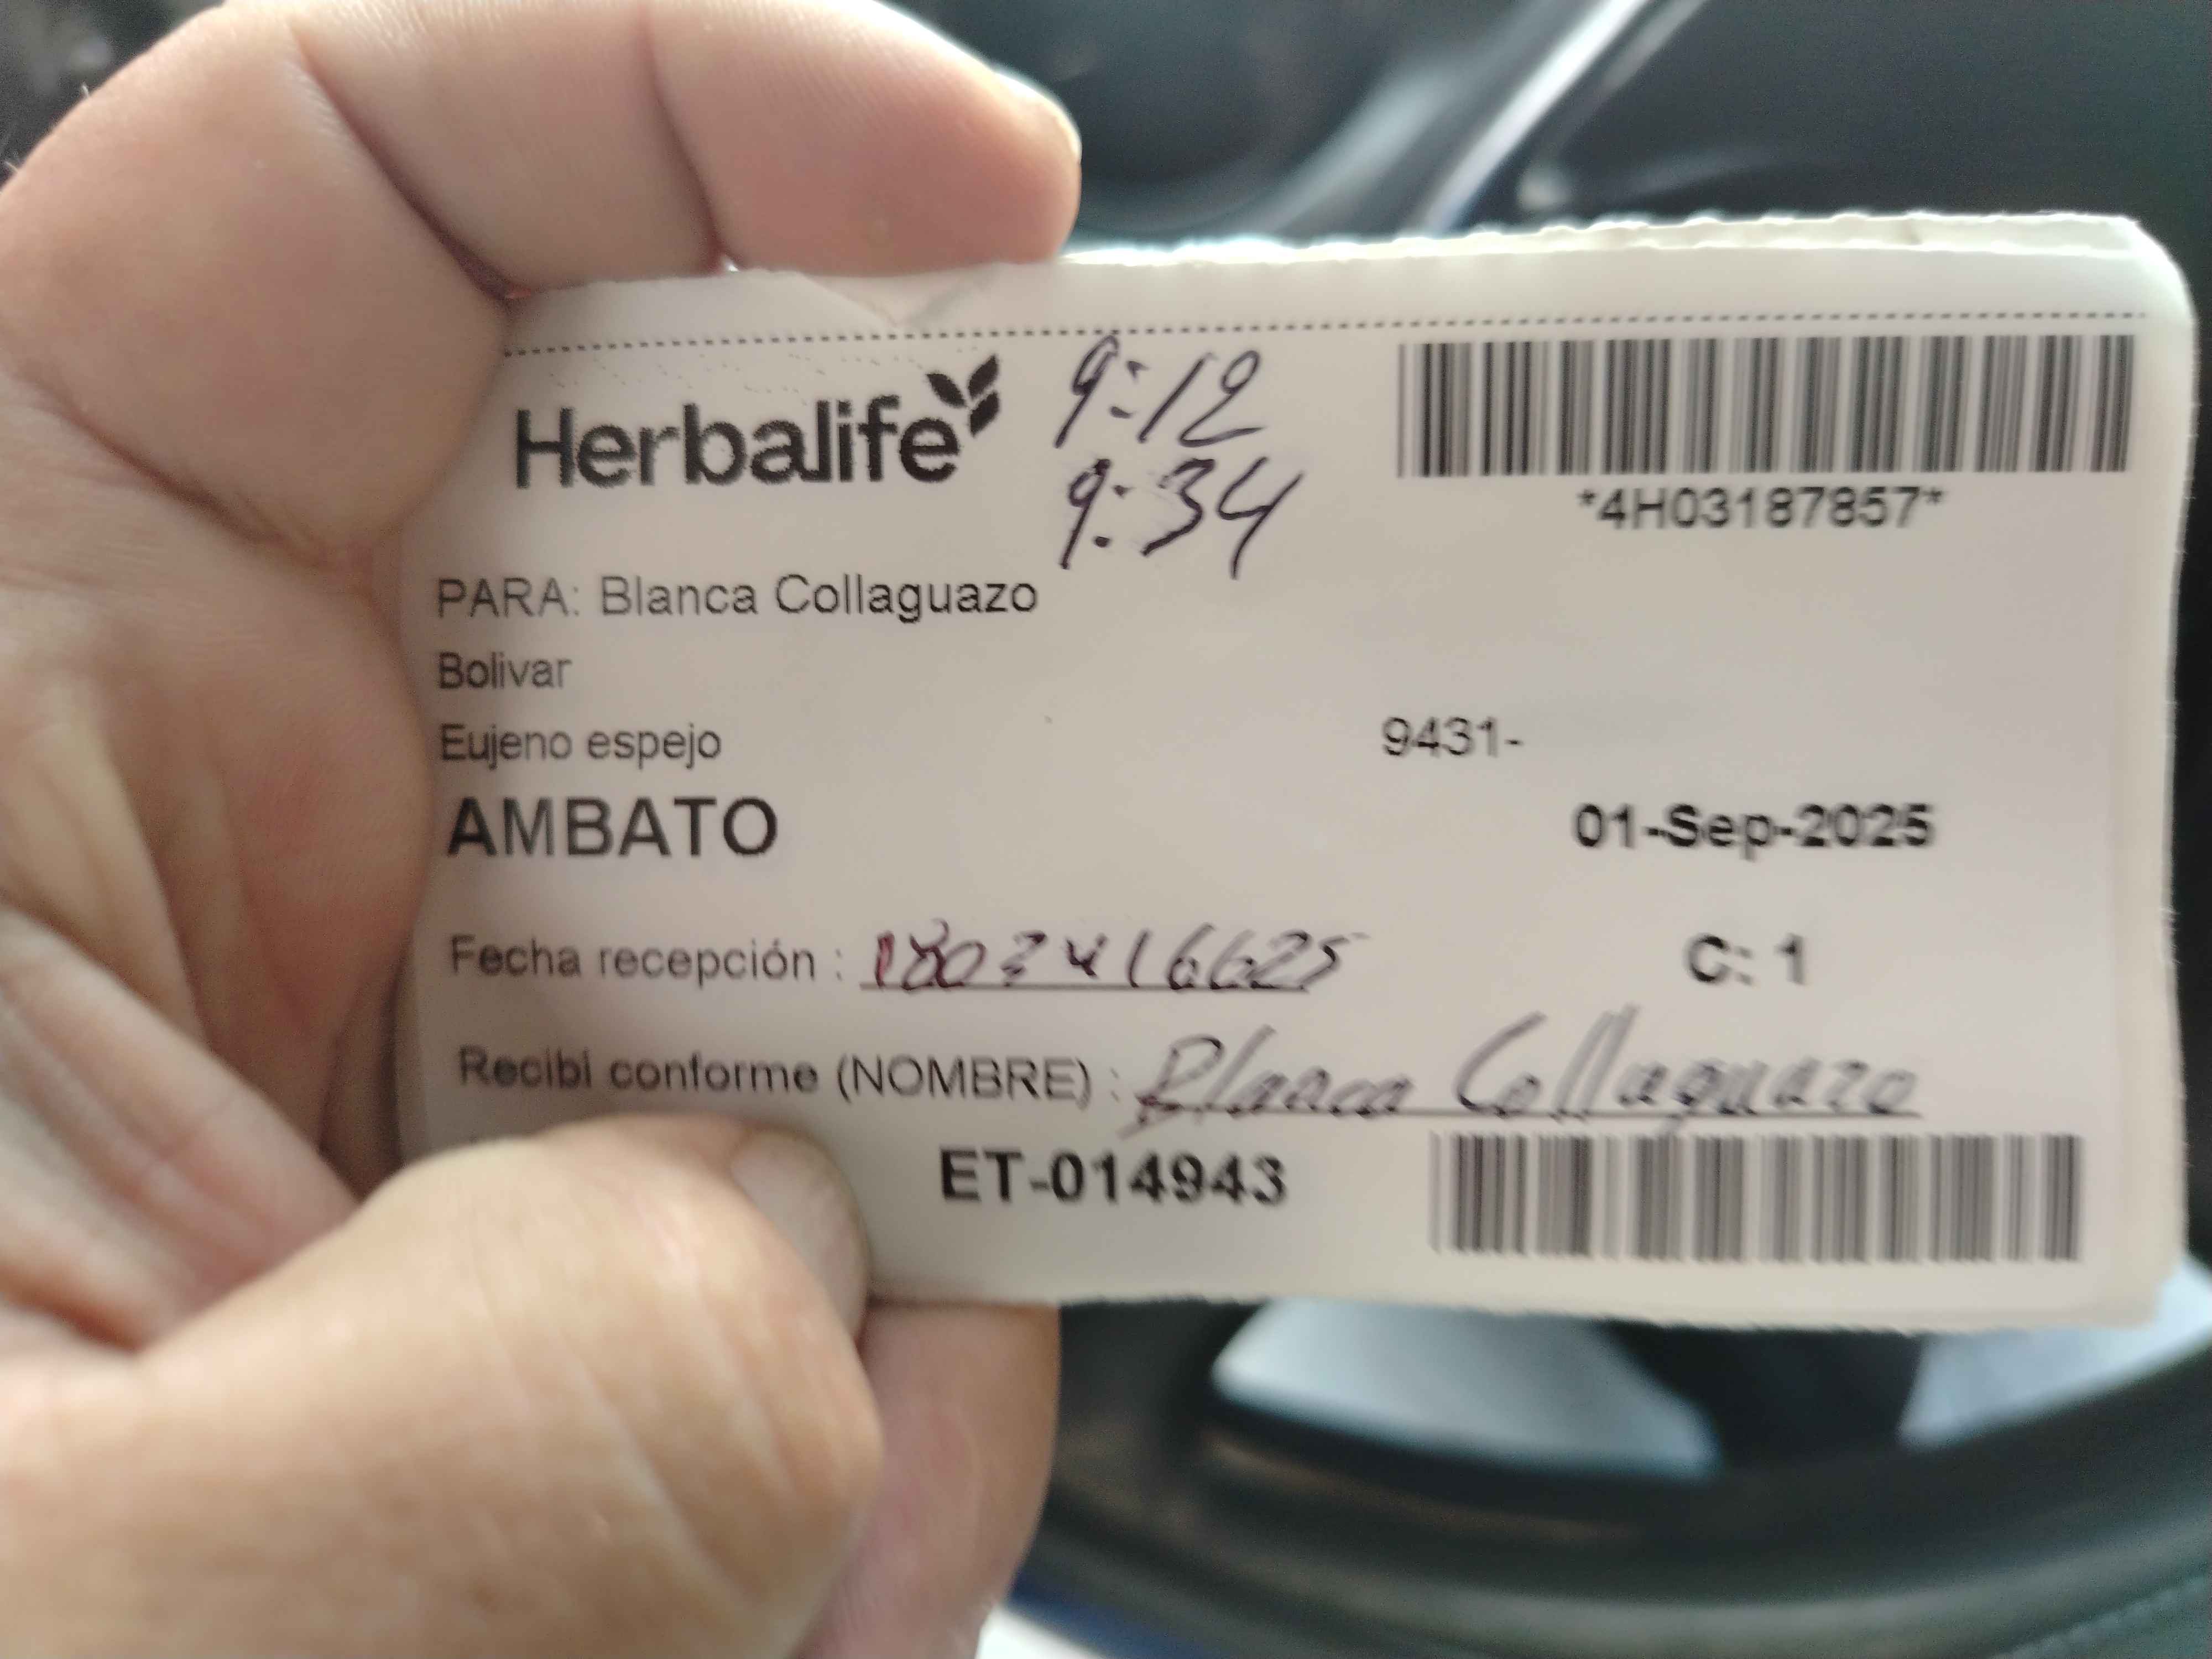 Herbalife
9:12
9:34
*4H03187857*
PARA: Blanca Collaguazo
Bolivar
Eujeno espejo
9431-
AMBATO
01-Sep-2025
Fecha recepción : 1802416625
C: 1
Recibi conforme (NOMBRE) : Blanca Collaguazo
ET-014943